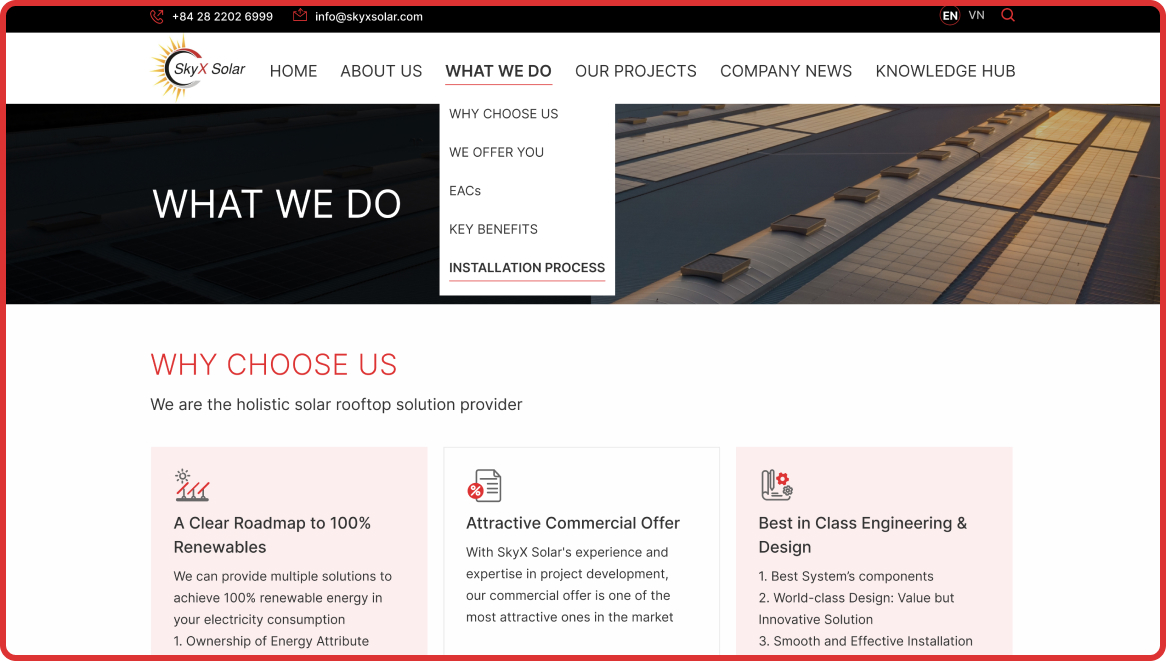 +84 28 2202 6999 info@skyxsolar.com EN VN
SkyX Solar HOME ABOUT US WHAT WE DO OUR PROJECTS COMPANY NEWS KNOWLEDGE HUB
WHY CHOOSE US
WE OFFER YOU
EACs
KEY BENEFITS
INSTALLATION PROCESS
WHAT WE DO
WHY CHOOSE US
We are the holistic solar rooftop solution provider
A Clear Roadmap to 100%
Renewables
We can provide multiple solutions to
achieve 100% renewable energy in
your electricity consumption
1. Ownership of Energy Attribute
%
Attractive Commercial Offer
With SkyX Solar's experience and
expertise in project development,
our commercial offer is one of the
most attractive ones in the market
Best in Class Engineering &
Design
1. Best System’s components
2. World-class Design: Value but
Innovative Solution
3. Smooth and Effective Installation